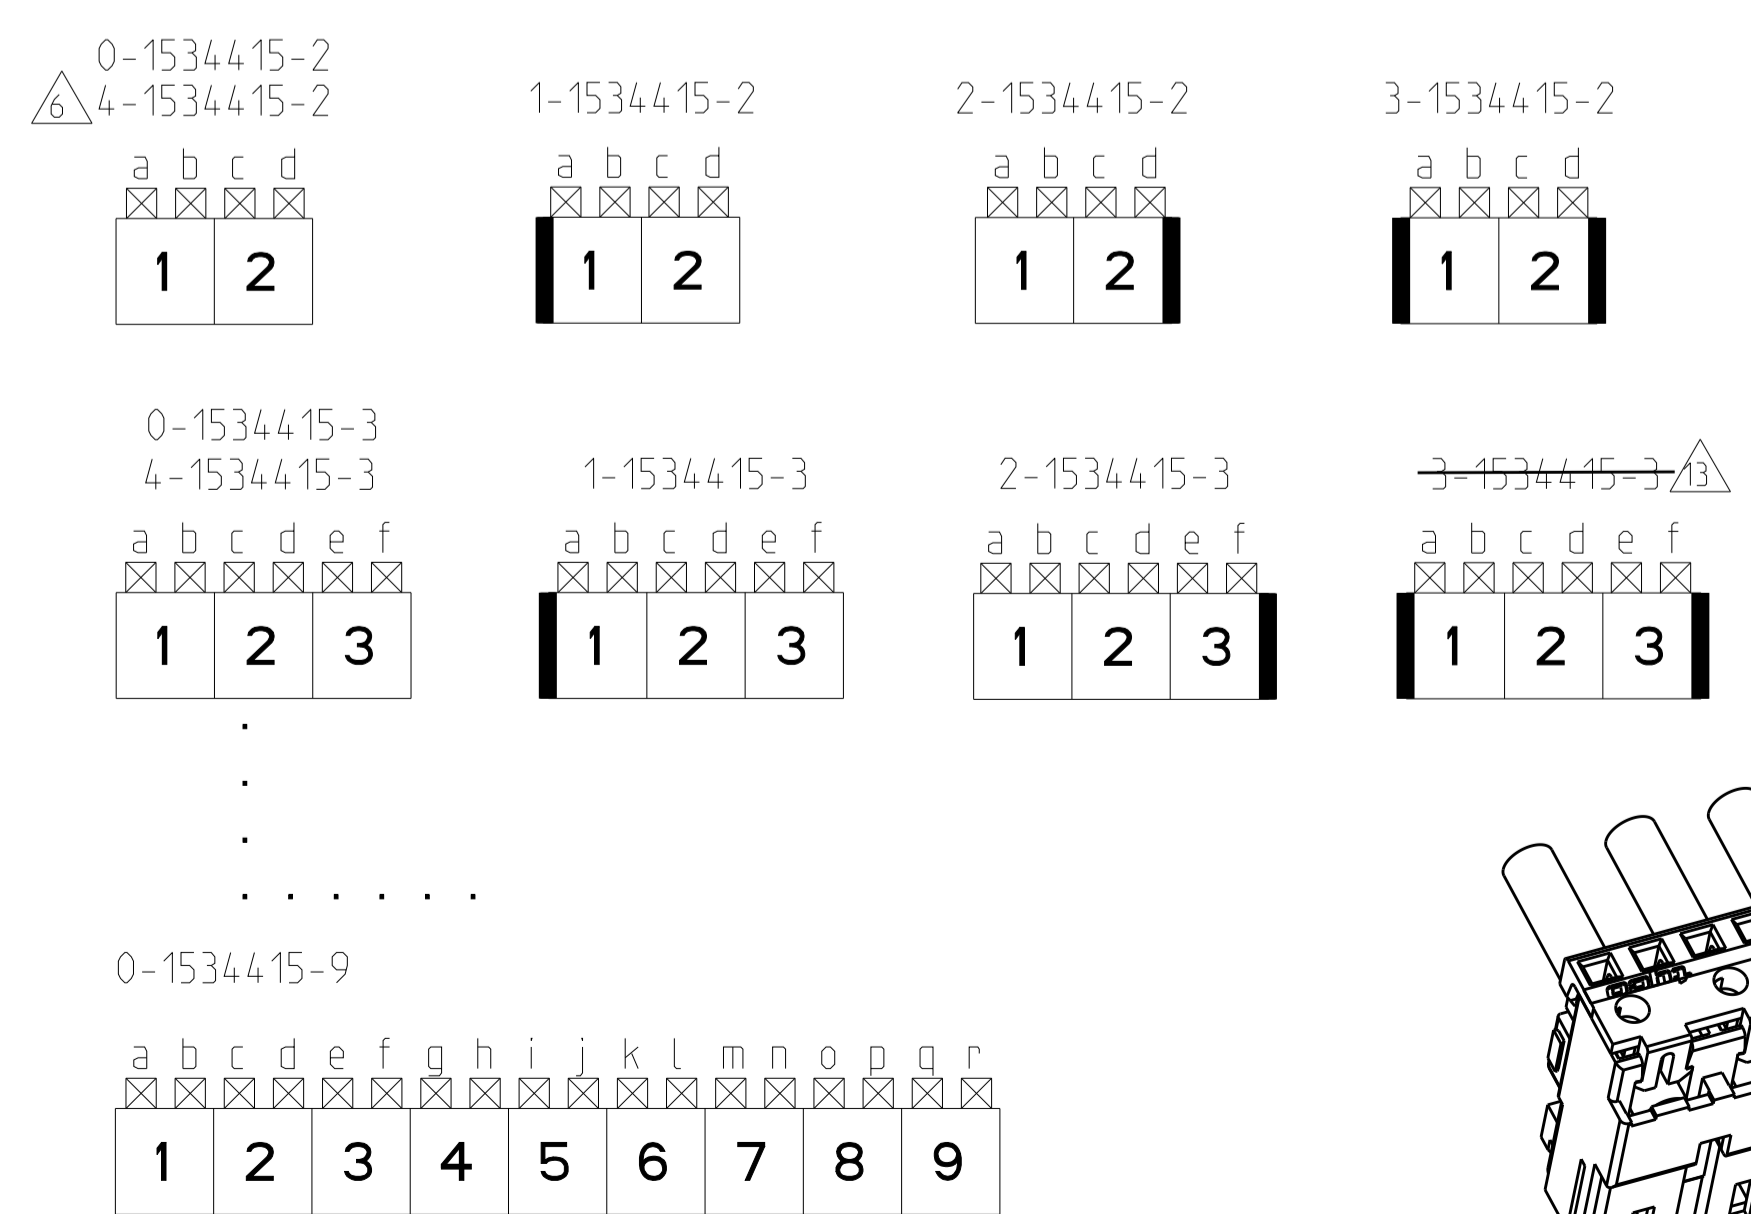 0-1534415-2
6 4-1534415-2 1-1534415-2 2-1534415-2 3-1534415-2
a b c d a b c d a b c d a b c d
1 2 1 2 1 2 1 2
0-1534415-3
4-1534415-3 1-1534415-3 2-1534415-3 3-1534415-3 13
a b c d e f a b c d e f a b c d e f a b c d e f
1 2 3 1 2 3 1 2 3 1 2 3
0-1534415-9
a b c d e f g h i j k l m n o p q r
1 2 3 4 5 6 7 8 9